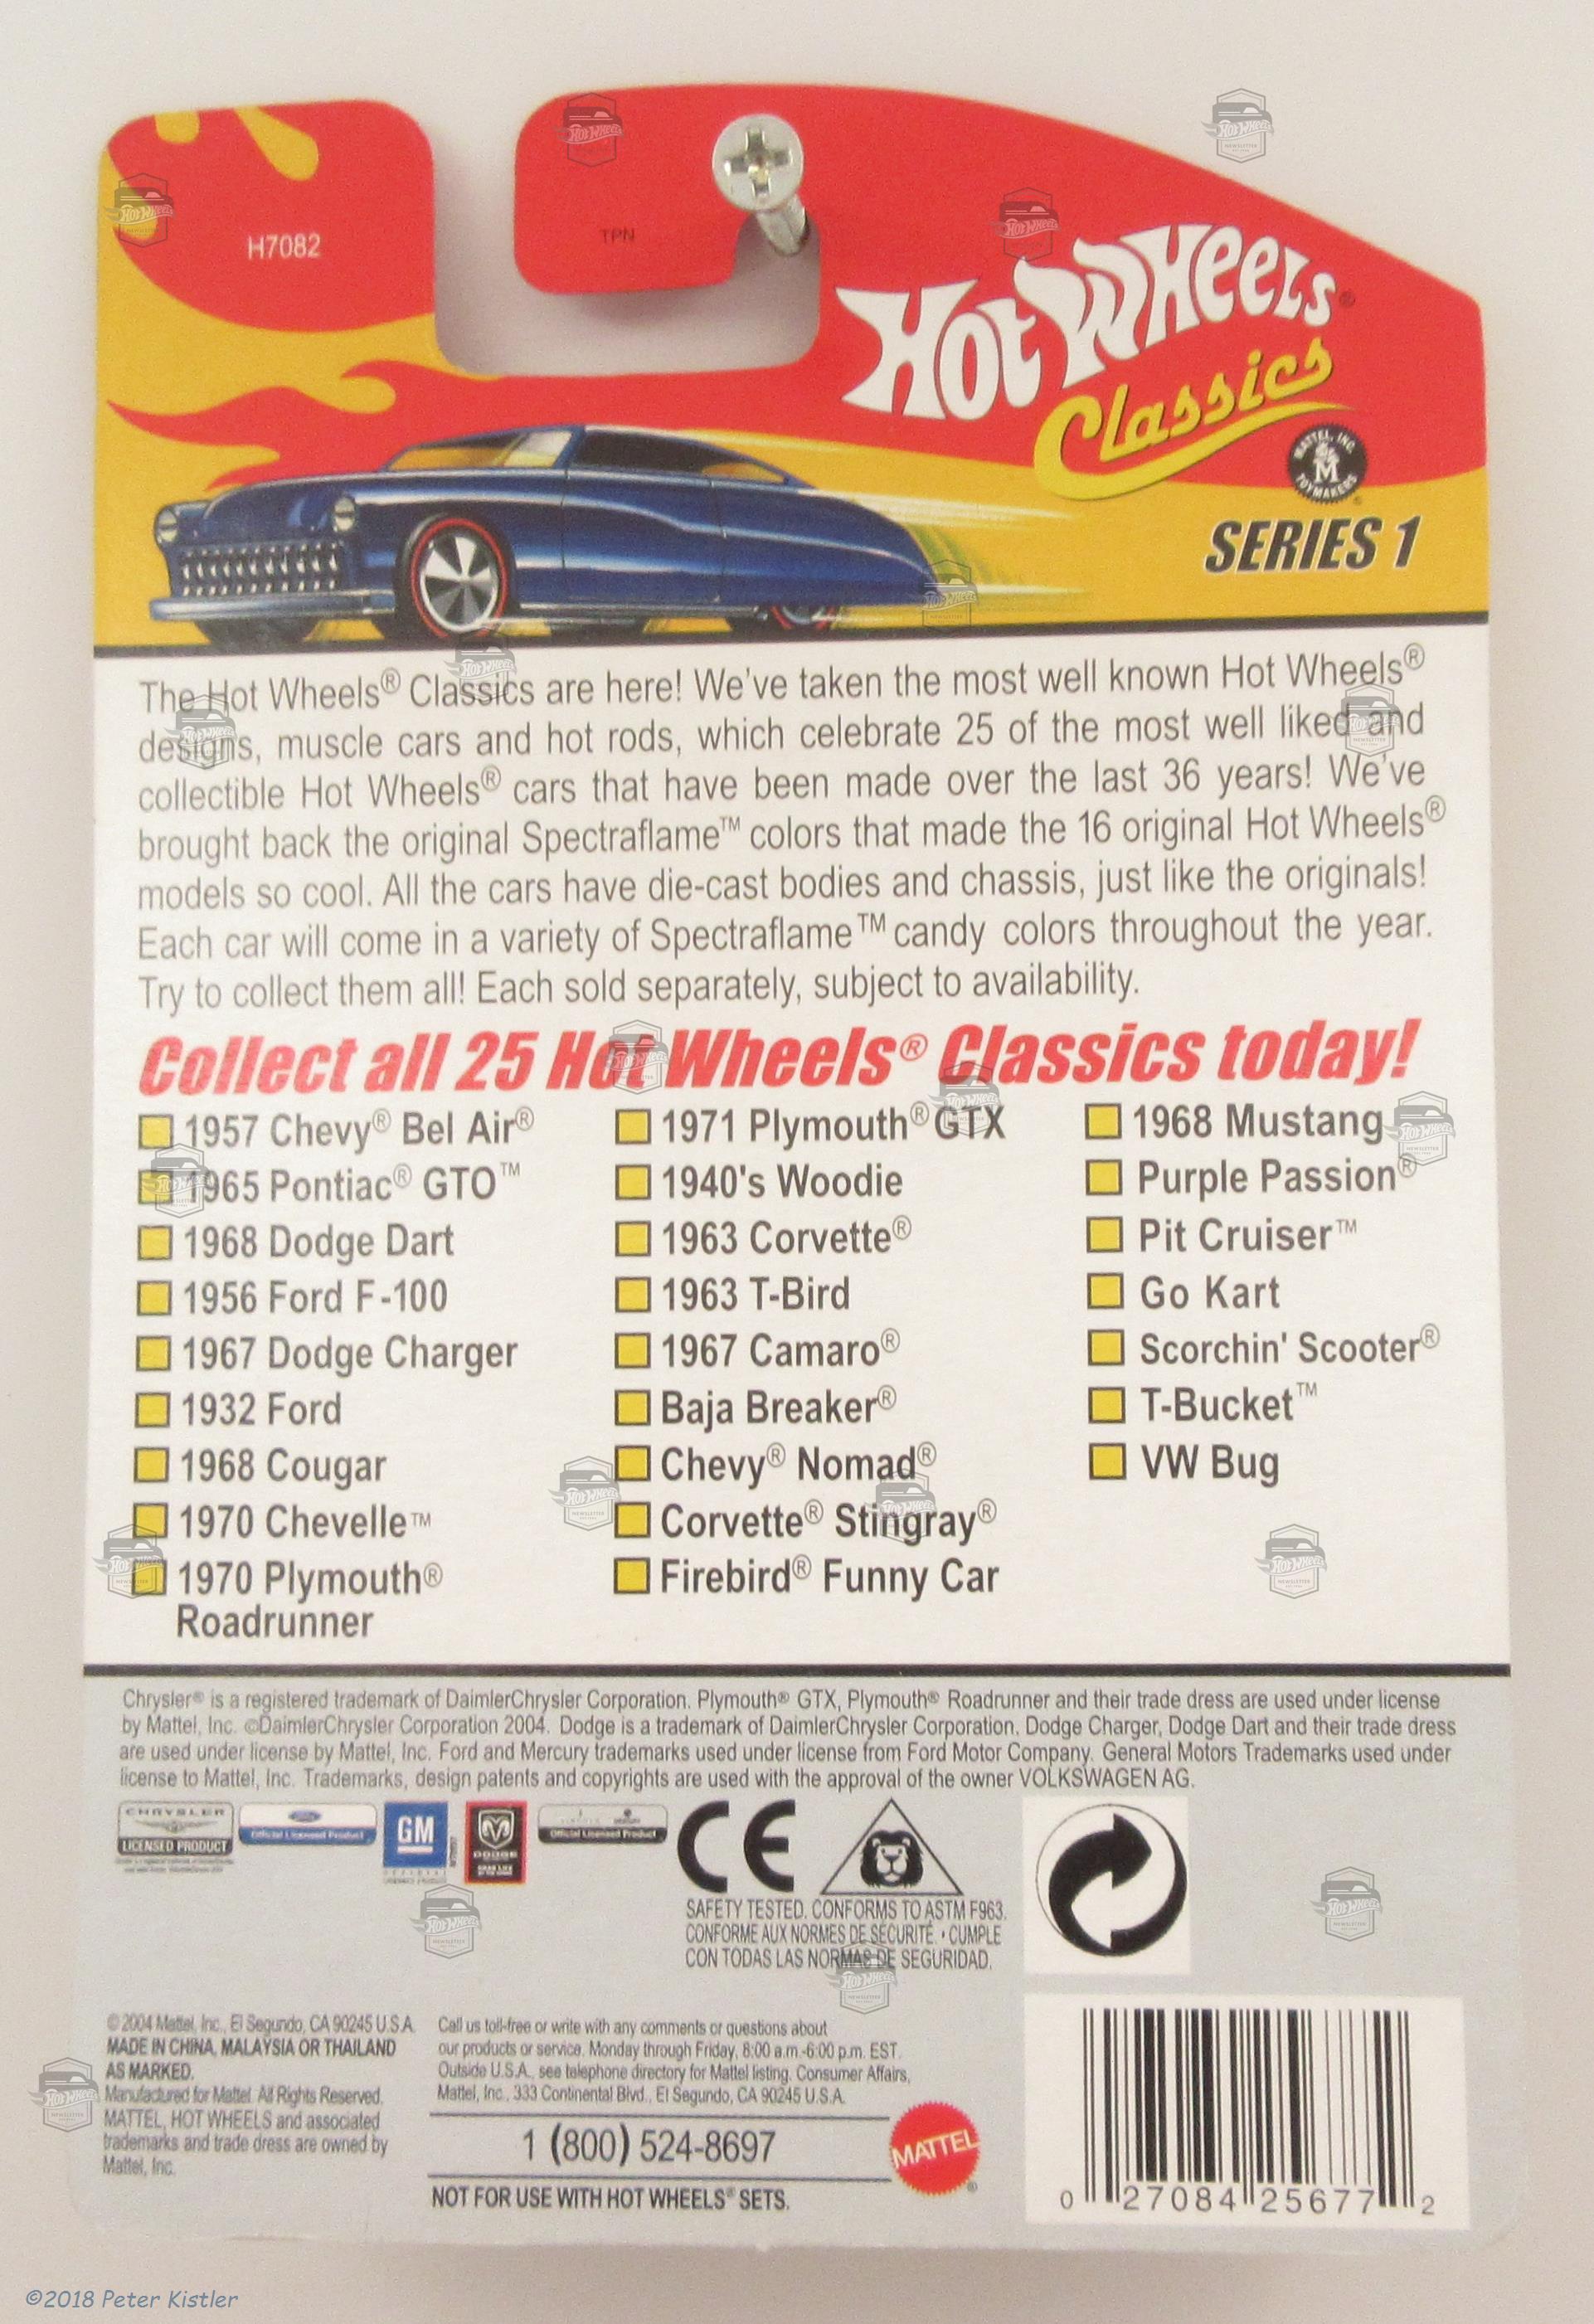 H7082
TPN
Hot Wheels®
Classics
MATTEL, INC.
M
TOYMAKERS
SERIES 1
The Hot Wheels® Classics are here! We've taken the most well known Hot Wheels®
designs, muscle cars and hot rods, which celebrate 25 of the most well liked and
collectible Hot Wheels® cars that have been made over the last 36 years! We've
brought back the original Spectraflame™ colors that made the 16 original Hot Wheels®
models so cool. All the cars have die-cast bodies and chassis, just like the originals!
Each car will come in a variety of Spectraflame™ candy colors throughout the year.
Try to collect them all! Each sold separately, subject to availability.
Collect all 25 Hot Wheels® Classics today!
1957 Chevy® Bel Air®
1965 Pontiac® GTO™
1968 Dodge Dart
1956 Ford F-100
1967 Dodge Charger
1932 Ford
1968 Cougar
1970 Chevelle™
1970 Plymouth®
Roadrunner
1971 Plymouth® GTX
1940's Woodie
1963 Corvette®
1963 T-Bird
1967 Camaro®
Baja Breaker®
Chevy® Nomad®
Corvette® Stingray®
Firebird® Funny Car
1968 Mustang
Purple Passion®
Pit Cruiser™
Go Kart
Scorchin' Scooter®
T-Bucket™
VW Bug
Chrysler® is a registered trademark of DaimlerChrysler Corporation. Plymouth® GTX, Plymouth® Roadrunner and their trade dress are used under license
by Mattel, Inc. ©DaimlerChrysler Corporation 2004. Dodge is a trademark of DaimlerChrysler Corporation. Dodge Charger, Dodge Dart and their trade dress
are used under license by Mattel, Inc. Ford and Mercury trademarks used under license from Ford Motor Company. General Motors Trademarks used under
license to Mattel, Inc. Trademarks, design patents and copyrights are used with the approval of the owner VOLKSWAGEN AG.
CHRYSLER
LICENSED PRODUCT
Official Licensed Product
GM
DODGE
Official Licensed Product
CE
SAFETY TESTED. CONFORMS TO ASTM F963.
CONFORME AUX NORMES DE SÉCURITÉ. • CUMPLE
CON TODAS LAS NORMAS DE SEGURIDAD.
© 2004 Mattel, Inc., El Segundo, CA 90245 U.S.A.
MADE IN CHINA, MALAYSIA OR THAILAND
AS MARKED.
Manufactured for Mattel. All Rights Reserved.
MATTEL, HOT WHEELS and associated
trademarks and trade dress are owned by
Mattel, Inc.
Call us toll-free or write with any comments or questions about
our products or service. Monday through Friday, 8:00 a.m.-6:00 p.m. EST.
Outside U.S.A., see telephone directory for Mattel listing. Consumer Affairs,
Mattel, Inc., 333 Continental Blvd., El Segundo, CA 90245 U.S.A.
1 (800) 524-8697
NOT FOR USE WITH HOT WHEELS® SETS.
MATTEL®
0 27084 25677 2
©2018 Peter Kistler